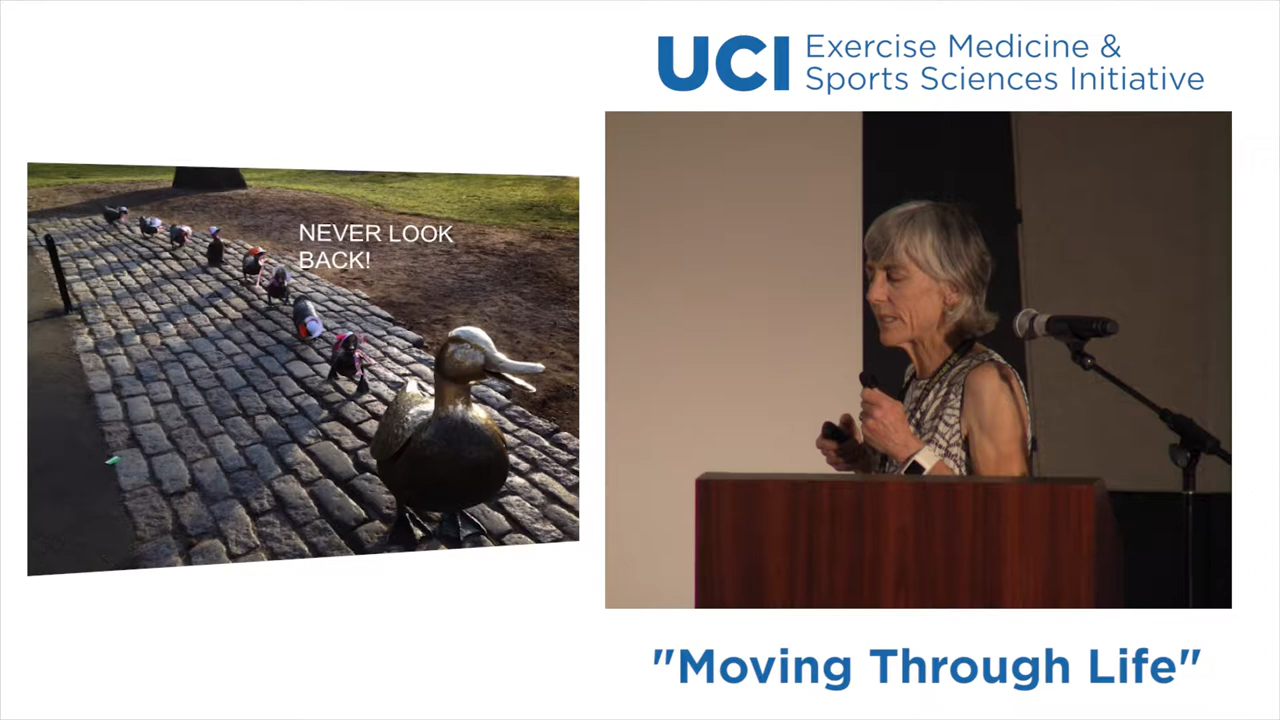 UCI Exercise Medicine &
Sports Sciences Initiative
NEVER LOOK
BACK!
"Moving Through Life"